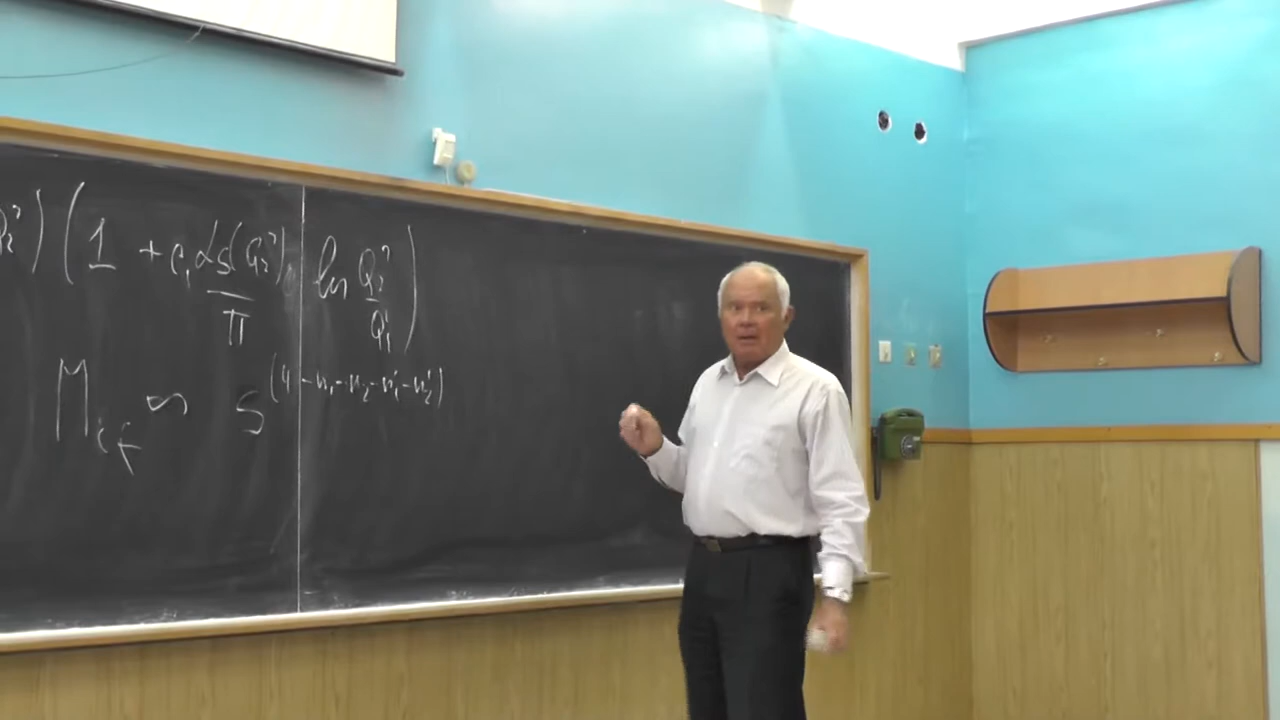 Q₂²) (1 + c₁ αs(Q₂²)/π ln Q₂²/Q₁²)
M_if ~ s^(4 - n₁ - n₂ - n₁' - n₂')